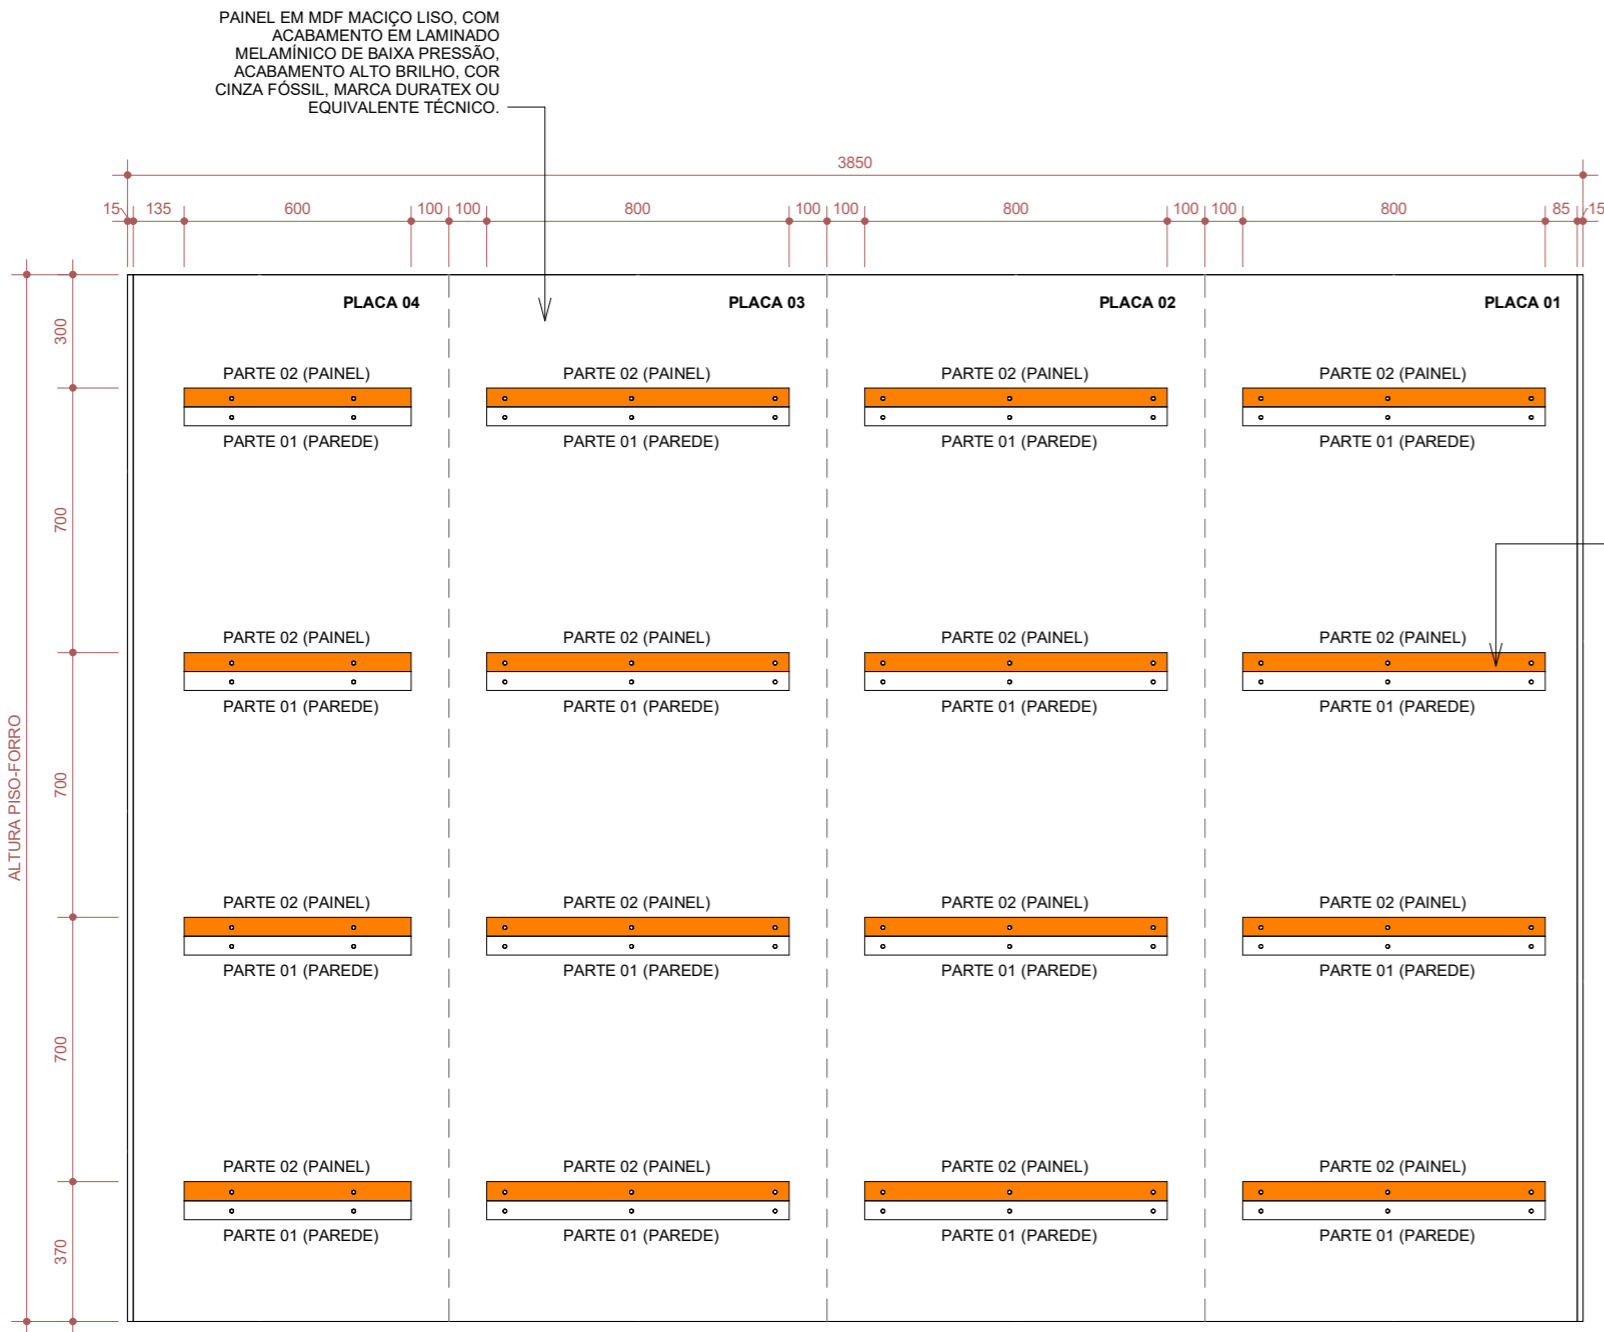 PAINEL EM MDF MACIÇO LISO, COM
ACABAMENTO EM LAMINADO
MELAMÍNICO DE BAIXA PRESSÃO,
ACABAMENTO ALTO BRILHO, COR
CINZA FÓSSIL, MARCA DURATEX OU
EQUIVALENTE TÉCNICO.
3850
15 135 600 100 100 800 100 100 800 100 100 800 85 15
PLACA 04 PLACA 03 PLACA 02 PLACA 01
300
PARTE 02 (PAINEL) PARTE 02 (PAINEL) PARTE 02 (PAINEL) PARTE 02 (PAINEL)
PARTE 01 (PAREDE) PARTE 01 (PAREDE) PARTE 01 (PAREDE) PARTE 01 (PAREDE)
700
PARTE 02 (PAINEL) PARTE 02 (PAINEL) PARTE 02 (PAINEL) PARTE 02 (PAINEL)
PARTE 01 (PAREDE) PARTE 01 (PAREDE) PARTE 01 (PAREDE) PARTE 01 (PAREDE)
ALTURA PISO-FORRO
700
PARTE 02 (PAINEL) PARTE 02 (PAINEL) PARTE 02 (PAINEL) PARTE 02 (PAINEL)
PARTE 01 (PAREDE) PARTE 01 (PAREDE) PARTE 01 (PAREDE) PARTE 01 (PAREDE)
700
PARTE 02 (PAINEL) PARTE 02 (PAINEL) PARTE 02 (PAINEL) PARTE 02 (PAINEL)
PARTE 01 (PAREDE) PARTE 01 (PAREDE) PARTE 01 (PAREDE) PARTE 01 (PAREDE)
370